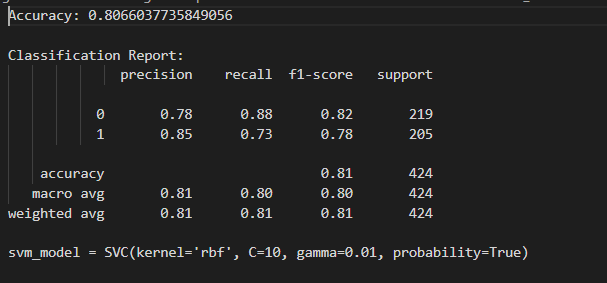 Accuracy: 0.8066037735849056
Classification Report:
precision recall f1-score support
0 0.78 0.88 0.82 219
1 0.85 0.73 0.78 205
accuracy 0.81 424
macro avg 0.81 0.80 0.80 424
weighted avg 0.81 0.81 0.81 424
svm_model = SVC(kernel='rbf', C=10, gamma=0.01, probability=True)